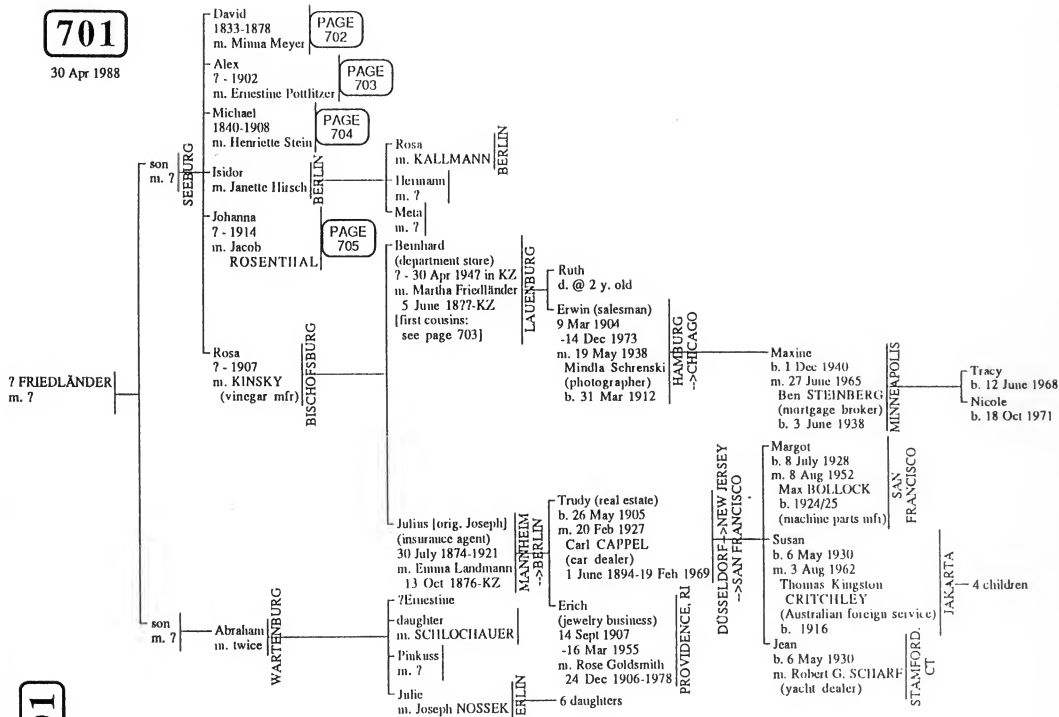 701
30 Apr 1988
? FRIEDLÄNDER
m. ?
son
m. ?
SEEBURG
David
1833-1878
m. Minna Meyer
PAGE
702
Alex
? - 1902
m. Ernestine Pottlitzer
PAGE
703
Michael
1840-1908
m. Henriette Stein
PAGE
704
Isidor
m. Janette Hirsch
BERLIN
Rosa
m. KALLMANN
BERLIN
Hermann
m. ?
Meta
m. ?
Johanna
? - 1914
m. Jacob
ROSENTHAL
PAGE
705
Rosa
? - 1907
m. KINSKY
(vinegar mfr)
BISCHOFSBURG
Bernhard
(department store)
? - 30 Apr 194? in KZ
m. Martha Friedländer
5 June 18??-KZ
[first cousins:
see page 703]
LAUENBURG
Ruth
d. @ 2 y. old
Erwin (salesman)
9 Mar 1904
-14 Dec 1973
m. 19 May 1938
Mindla Schrenski
(photographer)
b. 31 Mar 1912
HAMBURG
-->CHICAGO
Maxine
b. 1 Dec 1940
m. 27 June 1965
Ben STEINBERG
(mortgage broker)
b. 3 June 1938
MINNEAPOLIS
Tracy
b. 12 June 1968
Nicole
b. 18 Oct 1971
Julius [orig. Joseph]
(insurance agent)
30 July 1874-1921
m. Emma Landmann
13 Oct 1876-KZ
MANNHEIM
-->BERLIN
Trudy (real estate)
b. 26 May 1905
m. 20 Feb 1927
Carl CAPPEL
(car dealer)
1 June 1894-19 Feb 1969
DÜSSELDORF-->NEW JERSEY
-->SAN FRANCISCO
Margot
b. 8 July 1928
m. 8 Aug 1952
Max BOLLOCK
b. 1924/25
(machine parts mfr)
SAN
FRANCISCO
Susan
b. 6 May 1930
m. 3 Aug 1962
Thomas Kingston
CRITCHLEY
(Australian foreign service)
b. 1916
JAKARTA
4 children
Jean
b. 6 May 1930
m. Robert G. SCHARF
(yacht dealer)
STAMFORD,
CT
Erich
(jewelry business)
14 Sept 1907
-16 Mar 1955
m. Rose Goldsmith
24 Dec 1906-1978
PROVIDENCE, RI
son
m. ?
Abraham
m. twice
WARTENBURG
?Ernestine
daughter
m. SCHLOCHAUER
Pinkuss
m. ?
Julie
m. Joseph NOSSEK
ERLIN
6 daughters